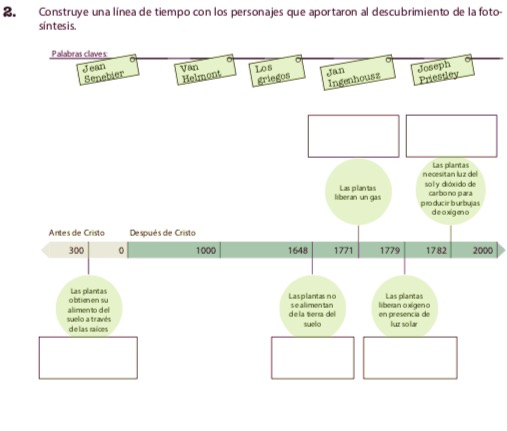 2. Construye una línea de tiempo con los personajes que aportaron al descubrimiento de la foto-
síntesis.
Palabras claves:
Jean
Senebier
Van
Helmont
Los
griegos
Jan
Ingenhousz
Joseph
Priestley
Las plantas
liberan un gas
Las plantas
necesitan luz del
sol y dióxido de
carbono para
producir burbujas
de oxígeno
Antes de Cristo
Después de Cristo
300
0
1000
1648
1771
1779
1782
2000
Las plantas
obtienen su
alimento del
suelo a través
de las raíces
Las plantas no
se alimentan
de la tierra del
suelo
Las plantas
liberan oxígeno
en presencia de
luz solar